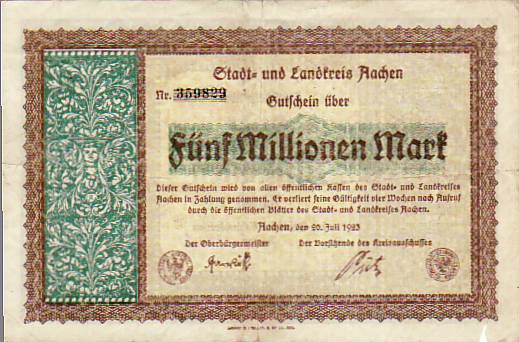 Stadt- und Landkreis Aachen
Nr. 359829
Gutschein über
Fünf Millionen Mark
Dieser Gutschein wird von allen öffentlichen Kassen des Stadt- und Landkreises
Aachen in Zahlung genommen. Er verliert seine Gültigkeit vier Wochen nach Aufruf
durch die öffentlichen Blätter des Stadt- und Landkreises Aachen.
Aachen, den 20. Juli 1923
Der Oberbürgermeister Der Vorsitzende des Kreisausschusses